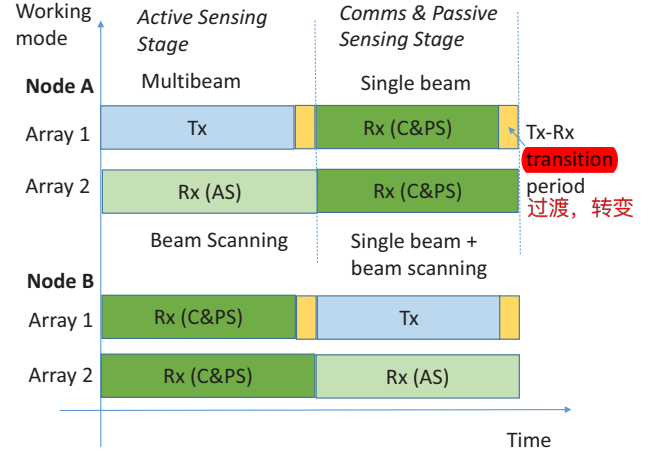 Working mode
Active Sensing Stage
Comms & Passive Sensing Stage
Node A
Multibeam
Single beam
Array 1
Tx
Rx (C&PS)
Tx-Rx
transition
period
过渡，转变
Array 2
Rx (AS)
Rx (C&PS)
Beam Scanning
Single beam +
beam scanning
Node B
Array 1
Rx (C&PS)
Tx
Array 2
Rx (C&PS)
Rx (AS)
Time